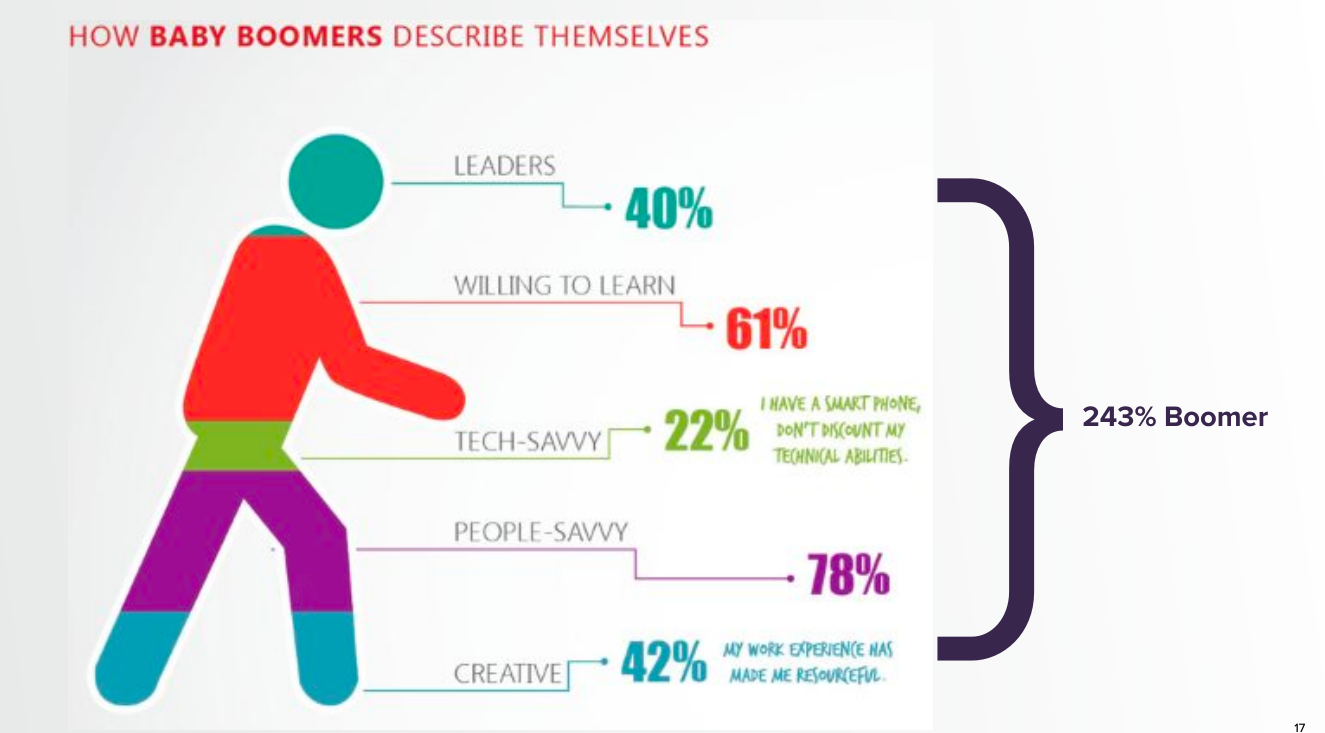 HOW BABY BOOMERS DESCRIBE THEMSELVES
LEADERS
40%
WILLING TO LEARN
61%
TECH-SAVVY
22%
I HAVE A SMART PHONE,
DON'T DISCOUNT MY
TECHNICAL ABILITIES.
PEOPLE-SAVVY
78%
CREATIVE
42%
MY WORK EXPERIENCE HAS
MADE ME RESOURCEFUL.
243% Boomer
17